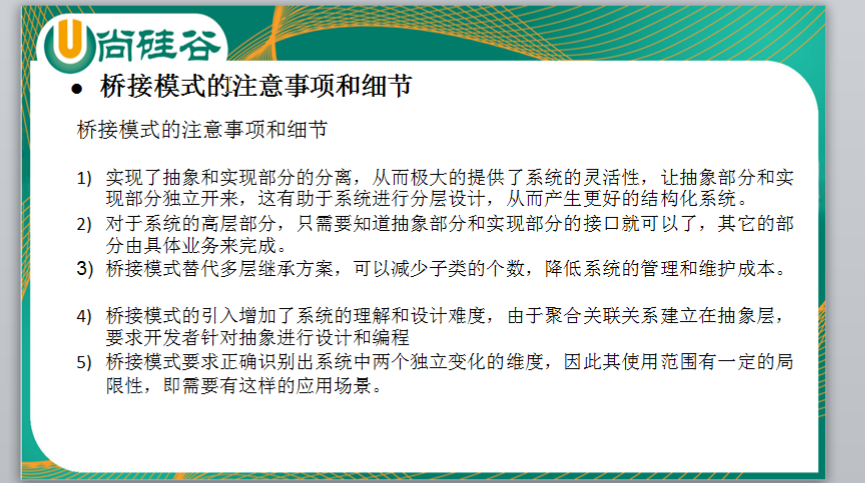 尚硅谷
● 桥接模式的注意事项和细节
桥接模式的注意事项和细节
1) 实现了抽象和实现部分的分离，从而极大的提供了系统的灵活性，让抽象部分和实
现部分独立开来，这有助于系统进行分层设计，从而产生更好的结构化系统。
2) 对于系统的高层部分，只需要知道抽象部分和实现部分的接口就可以了，其它的部
分由具体业务来完成。
3) 桥接模式替代多层继承方案，可以减少子类的个数，降低系统的管理和维护成本。
4) 桥接模式的引入增加了系统的理解和设计难度，由于聚合关联关系建立在抽象层，
要求开发者针对抽象进行设计和编程
5) 桥接模式要求正确识别出系统中两个独立变化的维度，因此其使用范围有一定的局
限性，即需要有这样的应用场景。